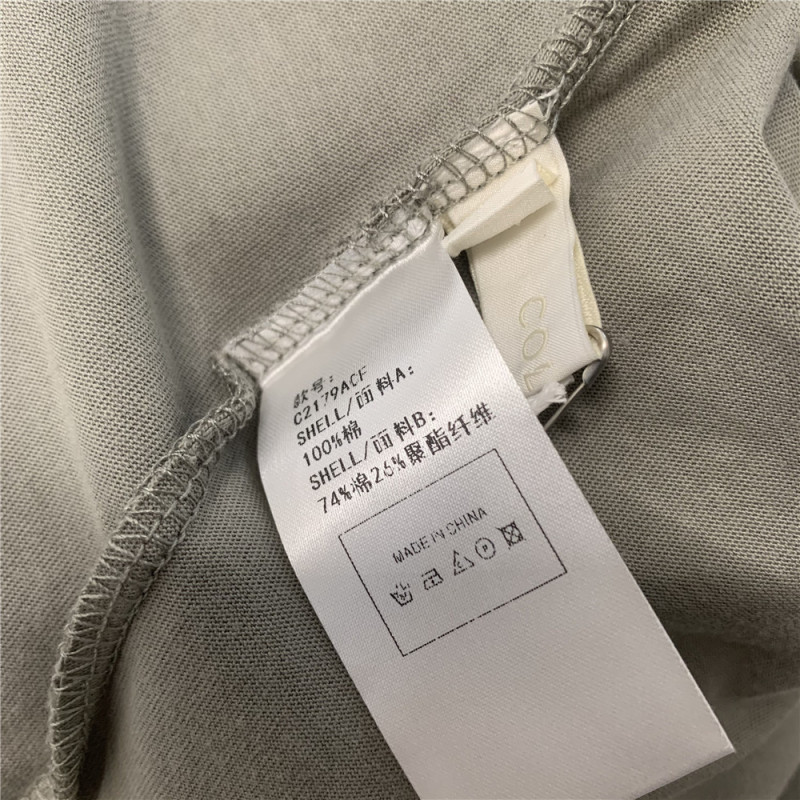 款号:
C2179ACF
SHELL/面料A:
100%棉
SHELL/面料B:
74%棉26%聚酯纤维
MADE IN CHINA
P
COL